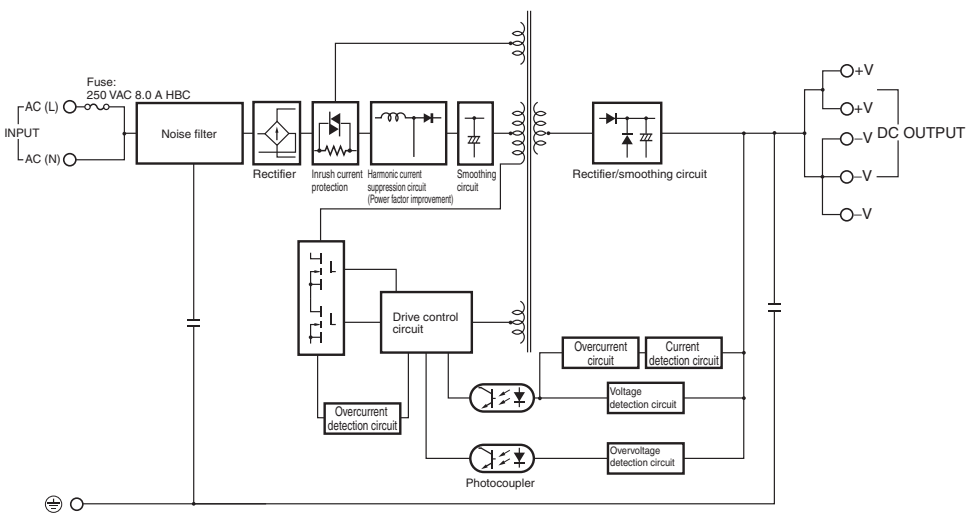 Fuse:
250 VAC 8.0 A HBC
AC (L)
INPUT
AC (N)
Noise filter
Rectifier
Inrush current
protection
Harmonic current
suppression circuit
(Power factor improvement)
Smoothing
circuit
Rectifier/smoothing circuit
+V
+V
–V
DC OUTPUT
–V
–V
Drive control
circuit
Overcurrent
detection circuit
Overcurrent
circuit
Current
detection circuit
Voltage
detection circuit
Overvoltage
detection circuit
Photocoupler